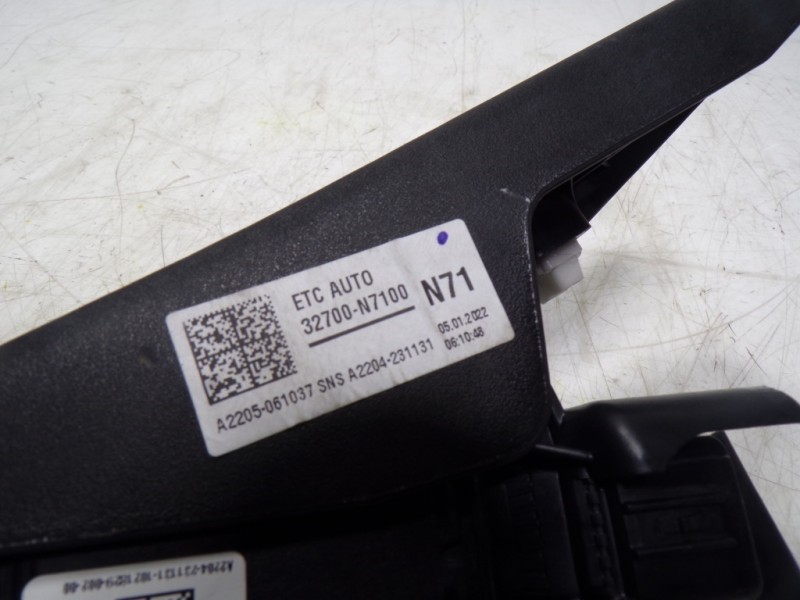 ETC AUTO
32700-N7100
N71
A2205-061037 SNS A2204-231131
05.01.2022
06:10:48